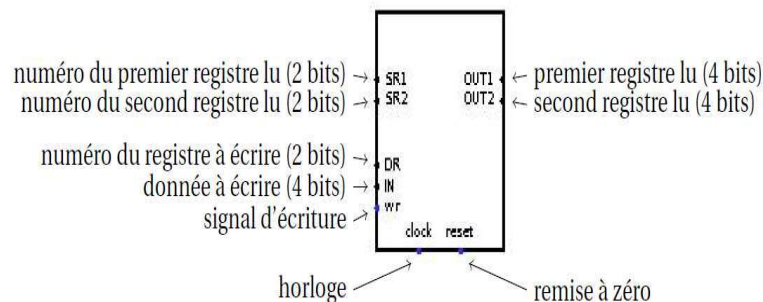 numéro du premier registre lu (2 bits)
numéro du second registre lu (2 bits)
SR1
SR2
OUT1
OUT2
premier registre lu (4 bits)
second registre lu (4 bits)
numéro du registre à écrire (2 bits)
donnée à écrire (4 bits)
signal d'écriture
DR
IN
wr
clock reset
horloge
remise à zéro